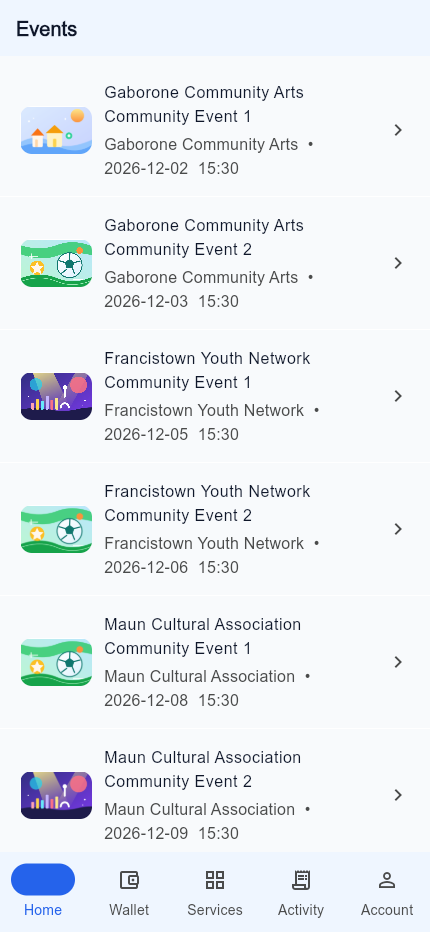 Events
Gaborone Community Arts
Community Event 1
Gaborone Community Arts •
2026-12-02 15:30
Gaborone Community Arts
Community Event 2
Gaborone Community Arts •
2026-12-03 15:30
Francistown Youth Network
Community Event 1
Francistown Youth Network •
2026-12-05 15:30
Francistown Youth Network
Community Event 2
Francistown Youth Network •
2026-12-06 15:30
Maun Cultural Association
Community Event 1
Maun Cultural Association •
2026-12-08 15:30
Maun Cultural Association
Community Event 2
Maun Cultural Association •
2026-12-09 15:30
Home Wallet Services Activity Account